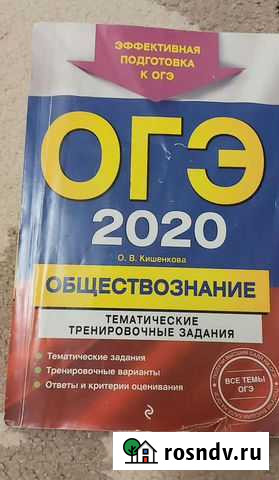 ЭФФЕКТИВНАЯ
ПОДГОТОВКА
К ОГЭ
ОГЭ
2020
О. В. Кишенкова
ОБЩЕСТВОЗНАНИЕ
ТЕМАТИЧЕСКИЕ
ТРЕНИРОВОЧНЫЕ ЗАДАНИЯ
• Тематические задания
• Тренировочные варианты
• Ответы и критерии оценивания
ВСЕ ТЕМЫ
ОГЭ
rosndv.ru